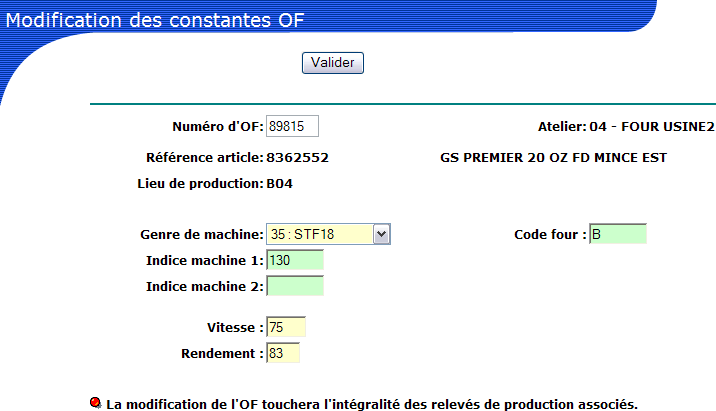 Modification des constantes OF
Valider
Numéro d'OF: 89815 Atelier: 04 - FOUR USINE2
Référence article: 8362552 GS PREMIER 20 OZ FD MINCE EST
Lieu de production: B04
Genre de machine: 35 : STF18 Code four : B
Indice machine 1: 130
Indice machine 2:
Vitesse : 75
Rendement : 83
La modification de l'OF touchera l'intégralité des relevés de production associés.